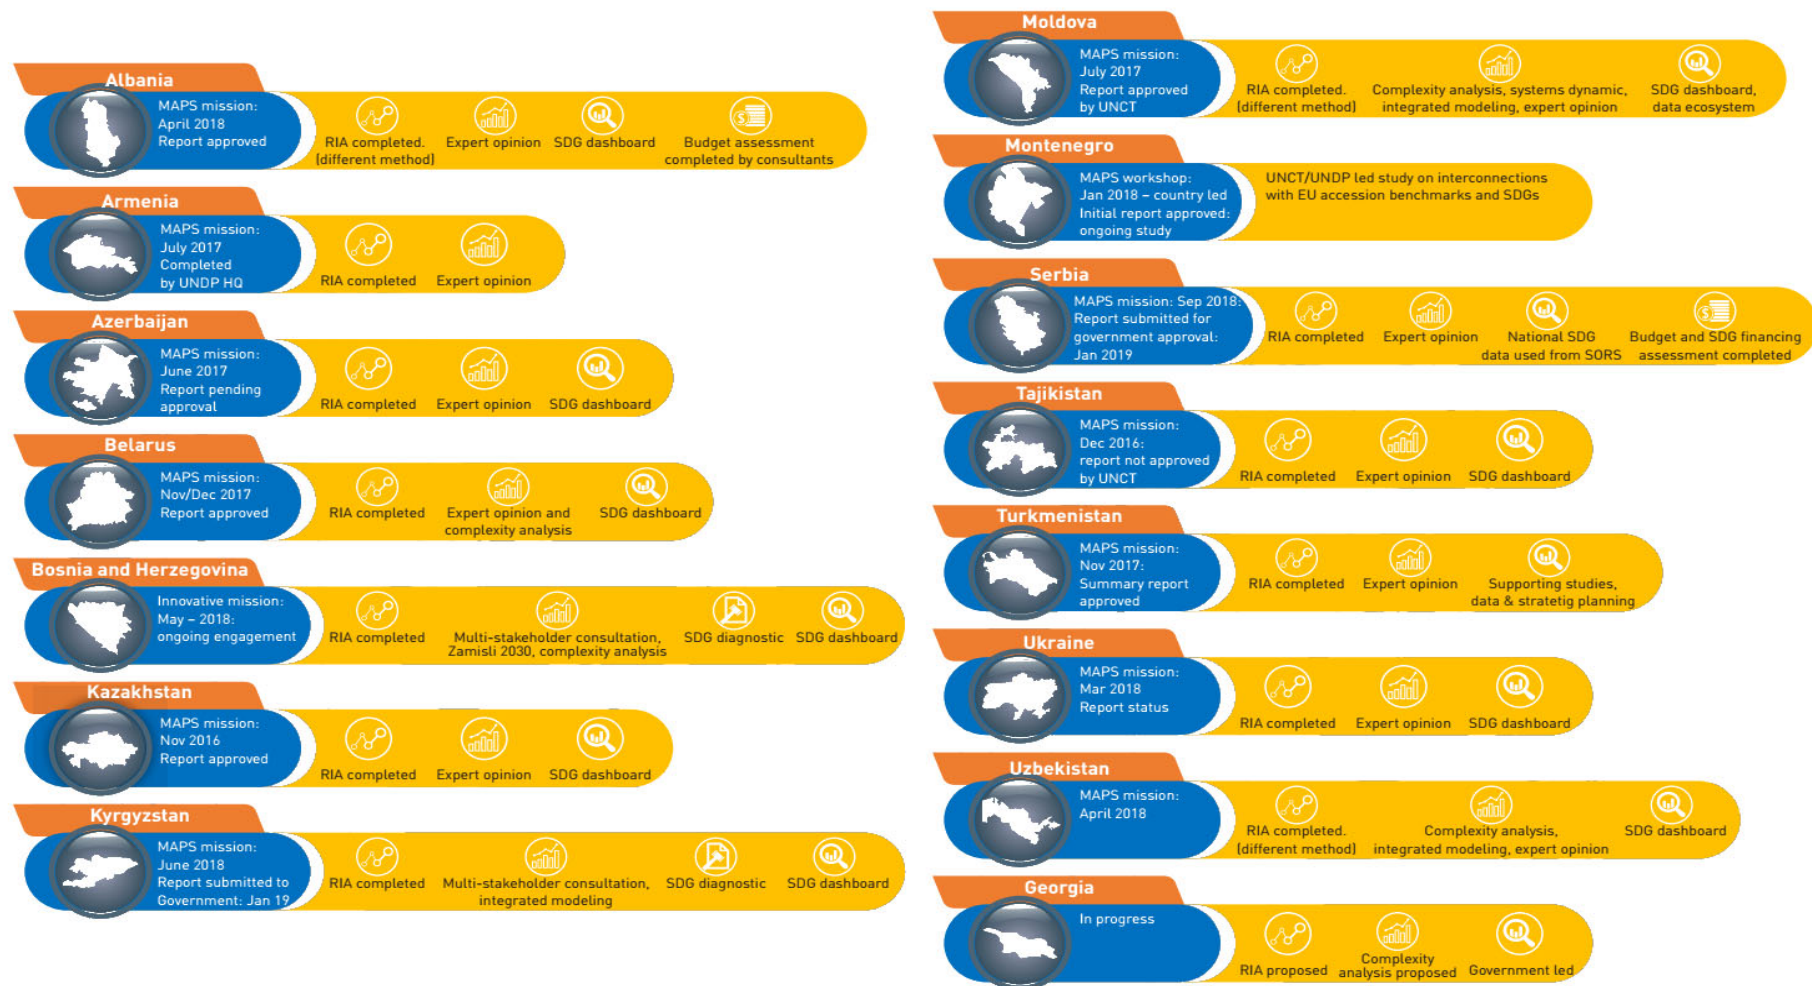 Albania
MAPS mission:
April 2018
Report approved
RIA completed.
(different method)
Expert opinion
SDG dashboard
Budget assessment
completed by consultants
Armenia
MAPS mission:
July 2017
Completed
by UNDP HQ
RIA completed
Expert opinion
Azerbaijan
MAPS mission:
June 2017
Report pending
approval
RIA completed
Expert opinion
SDG dashboard
Belarus
MAPS mission:
Nov/Dec 2017
Report approved
RIA completed
Expert opinion and
complexity analysis
SDG dashboard
Bosnia and Herzegovina
Innovative mission:
May – 2018:
ongoing engagement
RIA completed
Multi-stakeholder consultation,
Zamisli 2030, complexity analysis
SDG diagnostic
SDG dashboard
Kazakhstan
MAPS mission:
Nov 2016
Report approved
RIA completed
Expert opinion
SDG dashboard
Kyrgyzstan
MAPS mission:
June 2018
Report submitted to
Government: Jan 19
RIA completed
Multi-stakeholder consultation,
integrated modeling
SDG diagnostic
SDG dashboard
Moldova
MAPS mission:
July 2017
Report approved
by UNCT
RIA completed.
(different method)
Complexity analysis, systems dynamic,
integrated modeling, expert opinion
SDG dashboard,
data ecosystem
Montenegro
MAPS workshop:
Jan 2018 – country led
Initial report approved:
ongoing study
UNCT/UNDP led study on interconnections
with EU accession benchmarks and SDGs
Serbia
MAPS mission: Sep 2018:
Report submitted for
government approval:
Jan 2019
RIA completed
Expert opinion
National SDG
data used from SORS
Budget and SDG financing
assessment completed
Tajikistan
MAPS mission:
Dec 2016:
report not approved
by UNCT
RIA completed
Expert opinion
SDG dashboard
Turkmenistan
MAPS mission:
Nov 2017:
Summary report
approved
RIA completed
Expert opinion
Supporting studies,
data & stratetig planning
Ukraine
MAPS mission:
Mar 2018
Report status
RIA completed
Expert opinion
SDG dashboard
Uzbekistan
MAPS mission:
April 2018
RIA completed.
(different method)
Complexity analysis,
integrated modeling, expert opinion
SDG dashboard
Georgia
In progress
RIA proposed
Complexity
analysis proposed
Government led